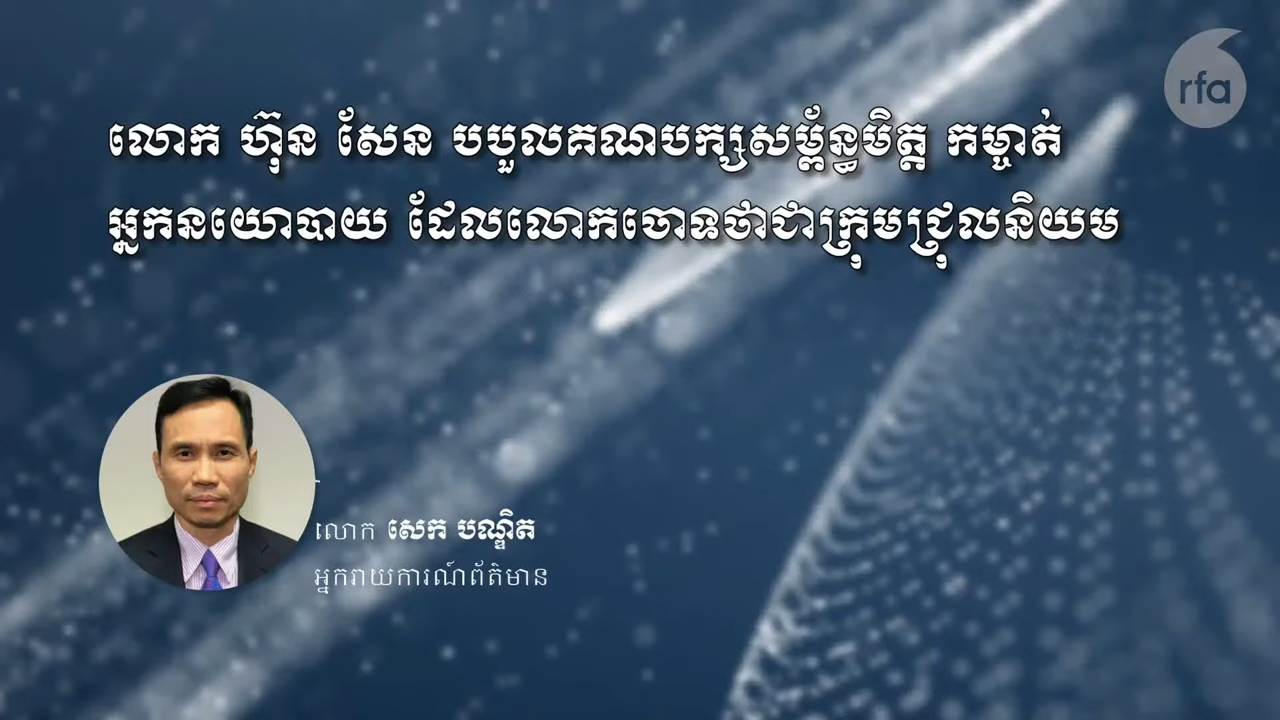 rfa
លោក ហ៊ុន សែន បបួលគណបក្សសម្ព័ន្ធមិត្ត កម្ចាត់
អ្នកនយោបាយ ដែលលោកចោទថាជាក្រុមជ្រុលនិយម
លោក សេក បណ្ឌិត
អ្នករាយការណ៍ព័ត៌មាន